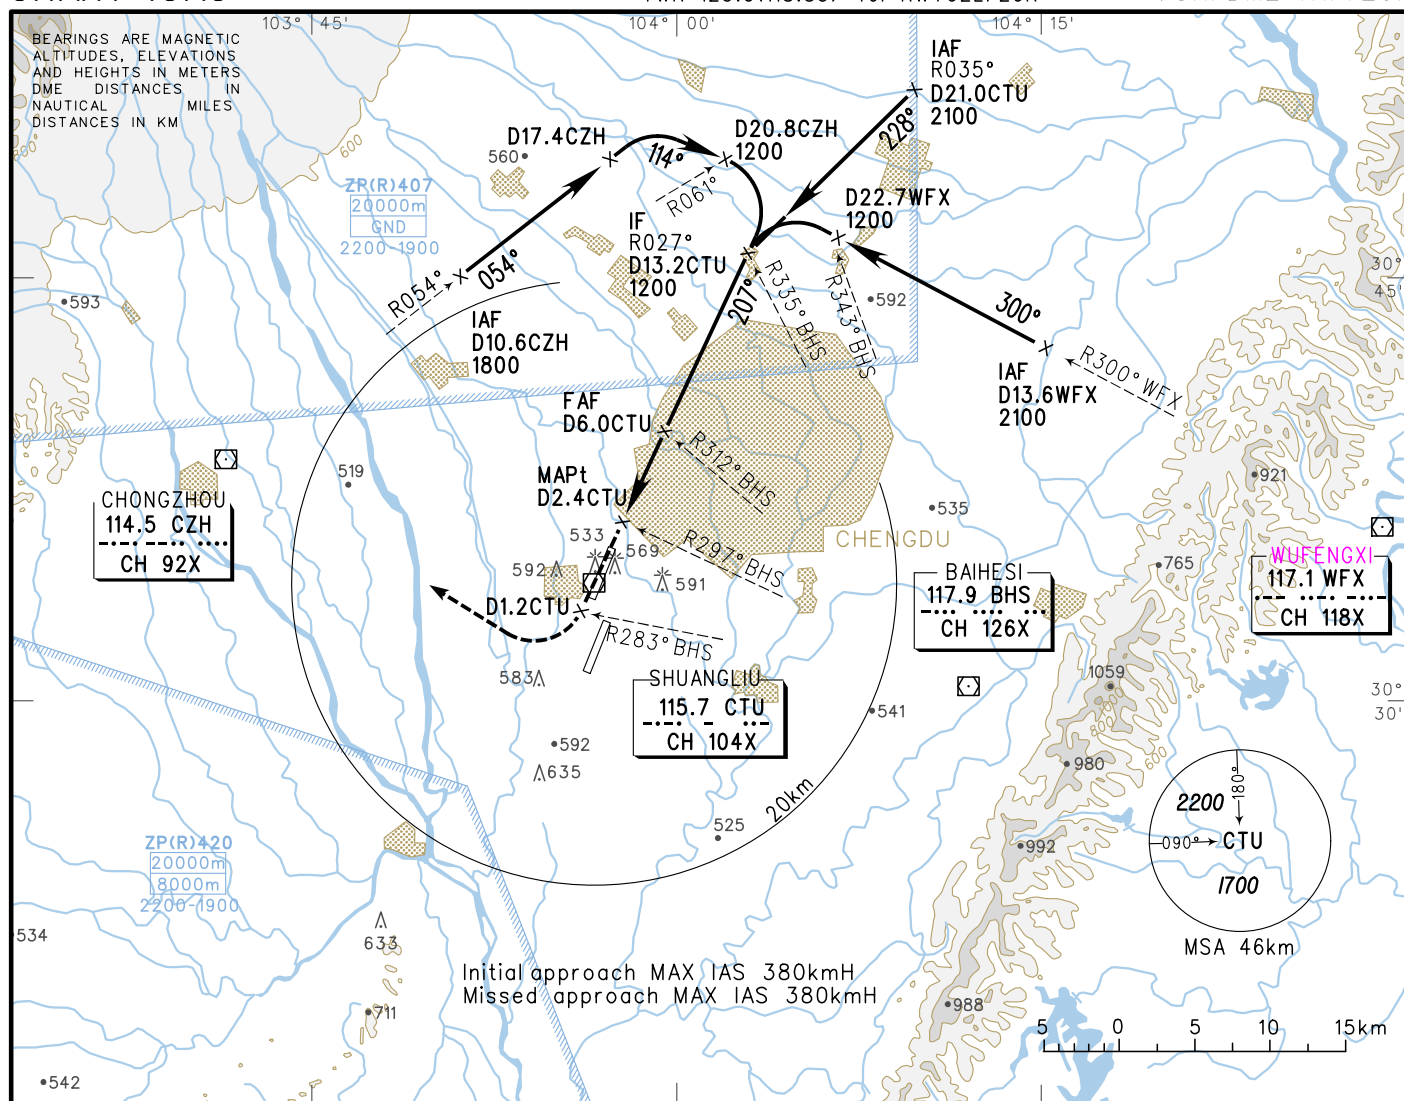 103° 45'
104° 00'
104° 15'
BEARINGS ARE MAGNETIC
ALTITUDES, ELEVATIONS
AND HEIGHTS IN METERS
DME DISTANCES IN
NAUTICAL MILES
DISTANCES IN KM
600
IAF
R035°
D21.0CTU
2100
228°
D17.4CZH
114°
D20.8CZH
1200
R061°
560
ZP(R)407
20000m
GND
2200-1900
D22.7WFX
1200
IF
R027°
D13.2CTU
1200
R054°
054°
207°
R335° BHS
R343° BHS
592
300°
30°
45'
593
IAF
D10.6CZH
1800
R300° WFX
IAF
D13.6WFX
2100
FAF
D6.0CTU
R312° BHS
519
MAPt
D2.4CTU
921
535
CHONGZHOU
114.5 CZH
CH 92X
533
569
R297° BHS
CHENGDU
592
591
765
WUFENGXI
117.1 WFX
CH 118X
BAIHESI
117.9 BHS
CH 126X
D1.2CTU
R283° BHS
583
SHUANGLIU
115.7 CTU
CH 104X
1059
800
30°
30'
541
592
635
980
600
20km
2200
180°
CTU
090°
1700
MSA 46km
525
992
ZP(R)420
20000m
8000m
2200-1900
534
633
711
Initial approach MAX IAS 380kmH
Missed approach MAX IAS 380kmH
988
5 0 5 10 15km
542